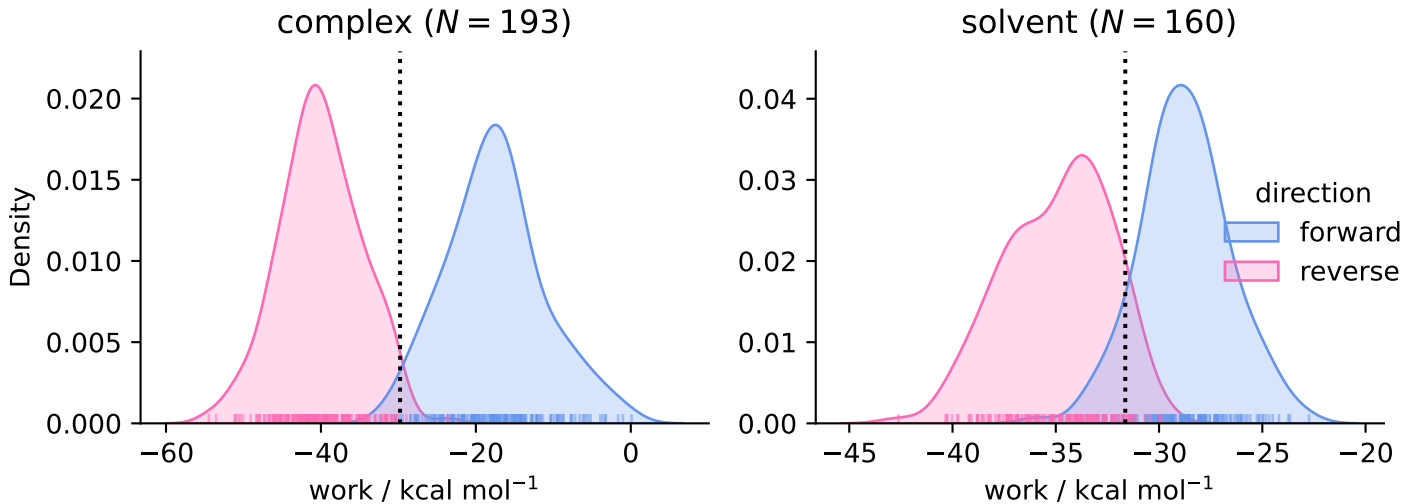 complex (N = 193)
solvent (N = 160)
Density
0.020
0.015
0.010
0.005
0.000
−60
−40
−20
0
work / kcal mol⁻¹
0.04
0.03
0.02
0.01
0.00
−45
−40
−35
−30
−25
−20
work / kcal mol⁻¹
direction
forward
reverse